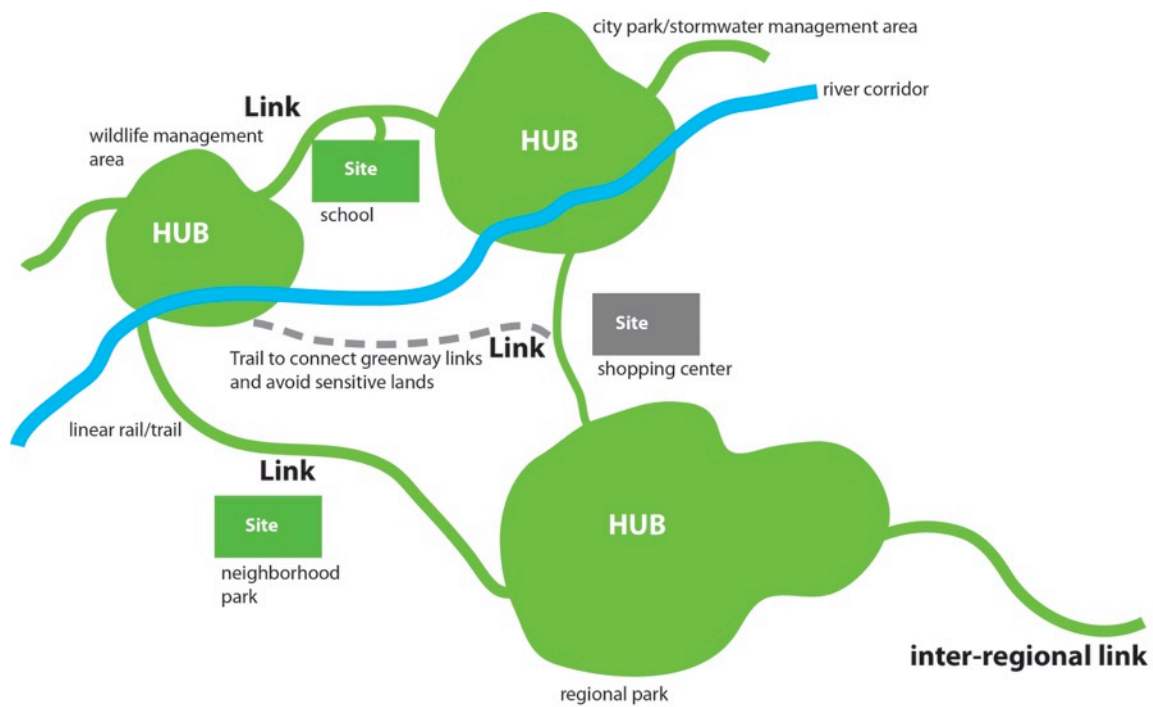 city park/stormwater management area
river corridor
Link
wildlife management
area
HUB
Site
school
HUB
Link
Site
shopping center
Trail to connect greenway links
and avoid sensitive lands
linear rail/trail
Link
Site
neighborhood
park
HUB
inter-regional link
regional park